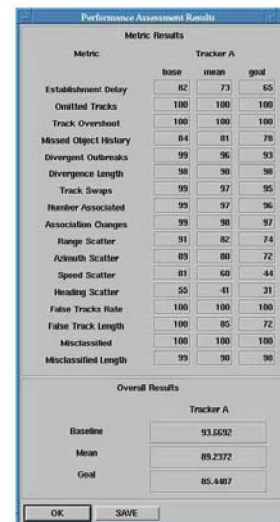 Performance Assessment Results
Metric Results
Metric Tracker A
base mean goal
Establishment Delay 82 73 65
Omitted Tracks 100 100 100
Track Overshoot 100 100 100
Missed Object History 84 81 78
Divergent Outbreaks 99 96 93
Divergence Length 98 98 98
Track Swaps 99 97 95
Number Associated 99 97 96
Association Changes 99 98 97
Range Scatter 91 82 74
Azimuth Scatter 89 80 72
Speed Scatter 81 60 44
Heading Scatter 55 41 31
False Tracks Rate 100 100 100
False Track Length 100 85 72
Misclassified 100 100 100
Misclassified Length 99 98 98
Overall Results
Tracker A
Baseline 93.6692
Mean 89.2372
Goal 85.4487
OK SAVE